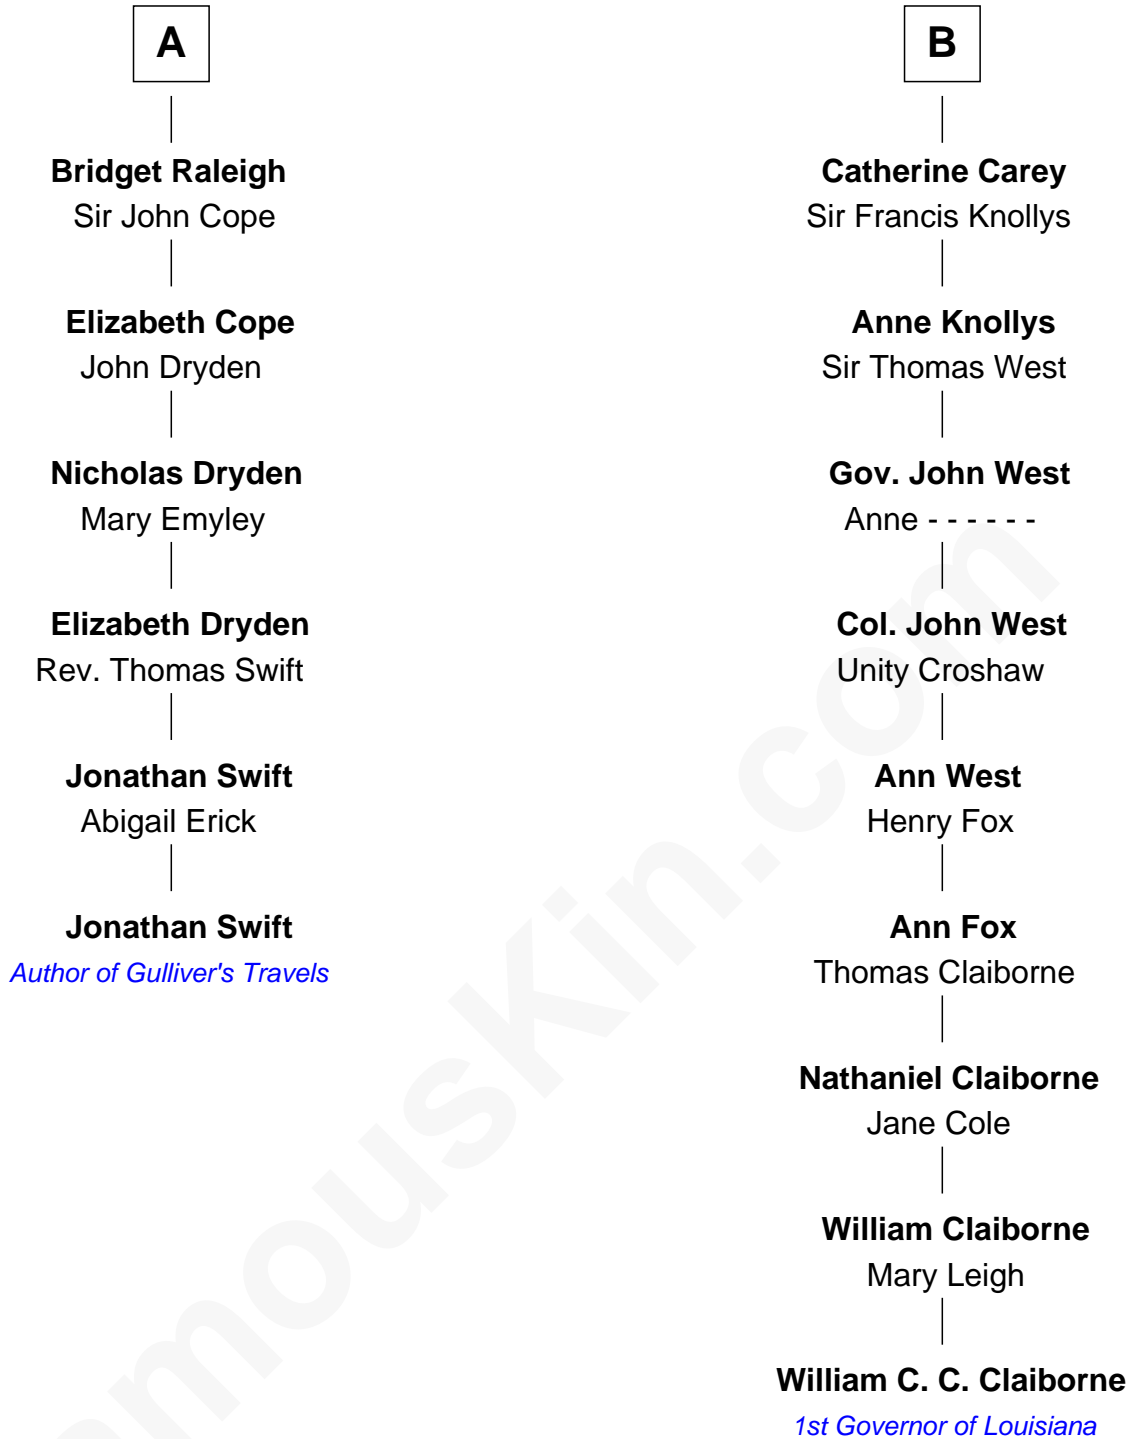 A
Bridget Raleigh
Sir John Cope
Elizabeth Cope
John Dryden
Nicholas Dryden
Mary Emyley
Elizabeth Dryden
Rev. Thomas Swift
Jonathan Swift
Abigail Erick
Jonathan Swift
Author of Gulliver's Travels
B
Catherine Carey
Sir Francis Knollys
Anne Knollys
Sir Thomas West
Gov. John West
Anne - - - - - -
Col. John West
Unity Croshaw
Ann West
Henry Fox
Ann Fox
Thomas Claiborne
Nathaniel Claiborne
Jane Cole
William Claiborne
Mary Leigh
William C. C. Claiborne
1st Governor of Louisiana
amousKin.com